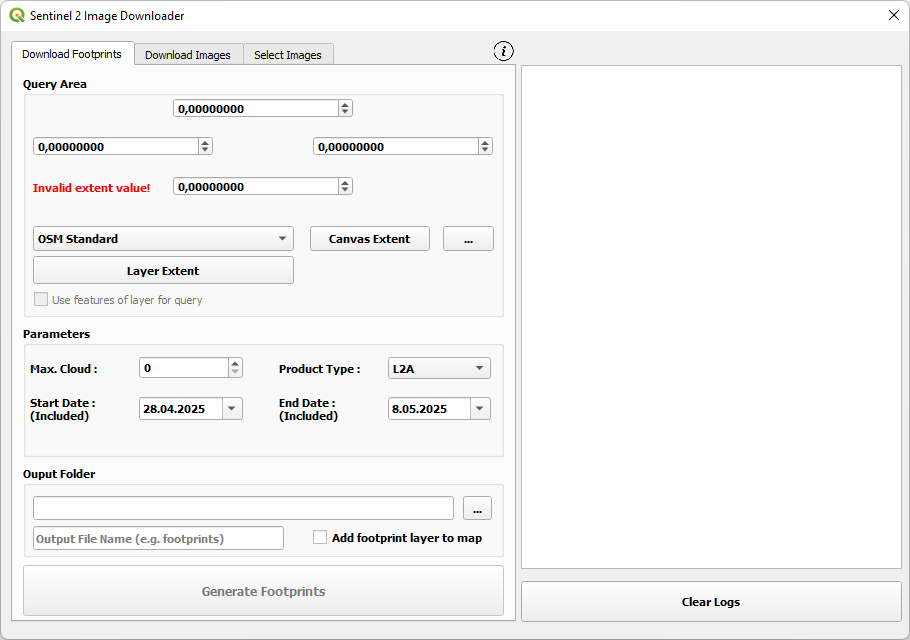 Sentinel 2 Image Downloader
Download Footprints
Download Images
Select Images
i
Query Area
0,00000000
0,00000000
0,00000000
Invalid extent value!
0,00000000
OSM Standard
Canvas Extent
...
Layer Extent
Use features of layer for query
Parameters
Max. Cloud :
0
Product Type :
L2A
Start Date :
(Included)
28.04.2025
End Date :
(Included)
8.05.2025
Ouput Folder
...
Output File Name (e.g. footprints)
Add footprint layer to map
Generate Footprints
Clear Logs